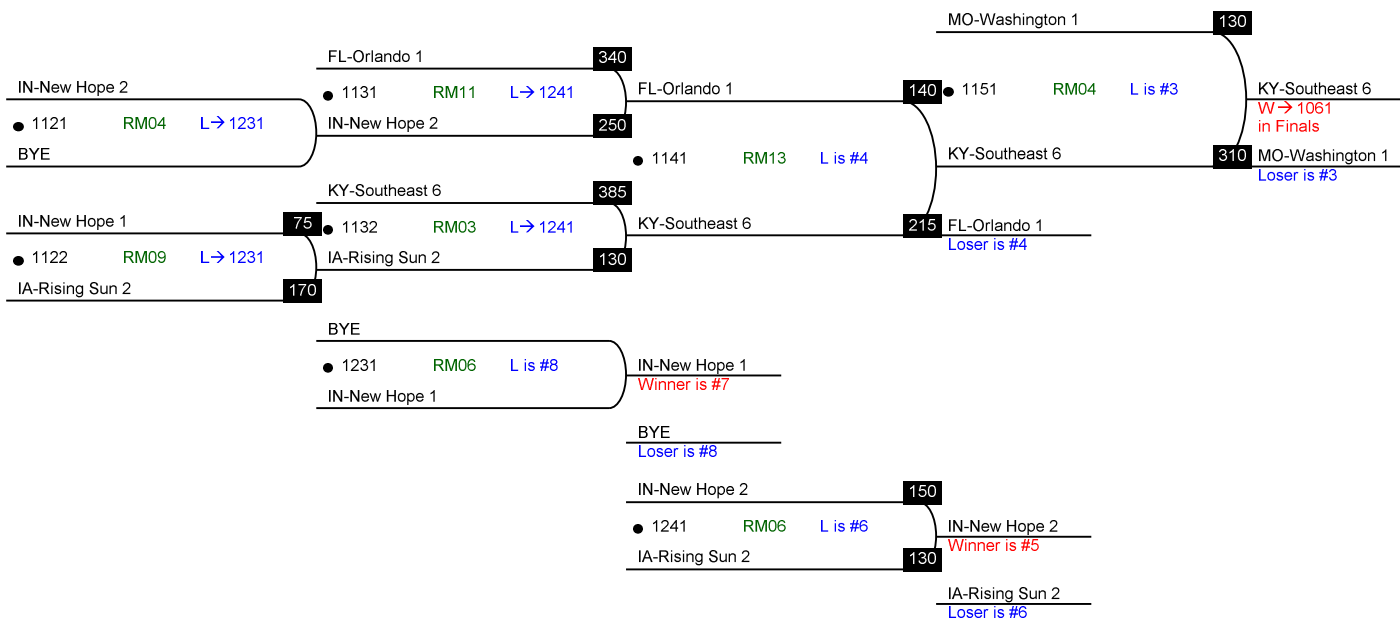 MO-Washington 1 130
FL-Orlando 1 340
IN-New Hope 2
1131 RM11 L→ 1241
FL-Orlando 1 140
1151 RM04 L is #3
KY-Southeast 6
W→ 1061
in Finals
1121 RM04 L→ 1231
IN-New Hope 2 250
BYE
1141 RM13 L is #4
KY-Southeast 6 310
MO-Washington 1
Loser is #3
KY-Southeast 6 385
IN-New Hope 1 75
1132 RM03 L→ 1241
KY-Southeast 6 215
FL-Orlando 1
Loser is #4
1122 RM09 L→ 1231
IA-Rising Sun 2 130
IA-Rising Sun 2 170
BYE
1231 RM06 L is #8
IN-New Hope 1
Winner is #7
IN-New Hope 1
BYE
Loser is #8
IN-New Hope 2 150
1241 RM06 L is #6
IN-New Hope 2
Winner is #5
IA-Rising Sun 2 130
IA-Rising Sun 2
Loser is #6